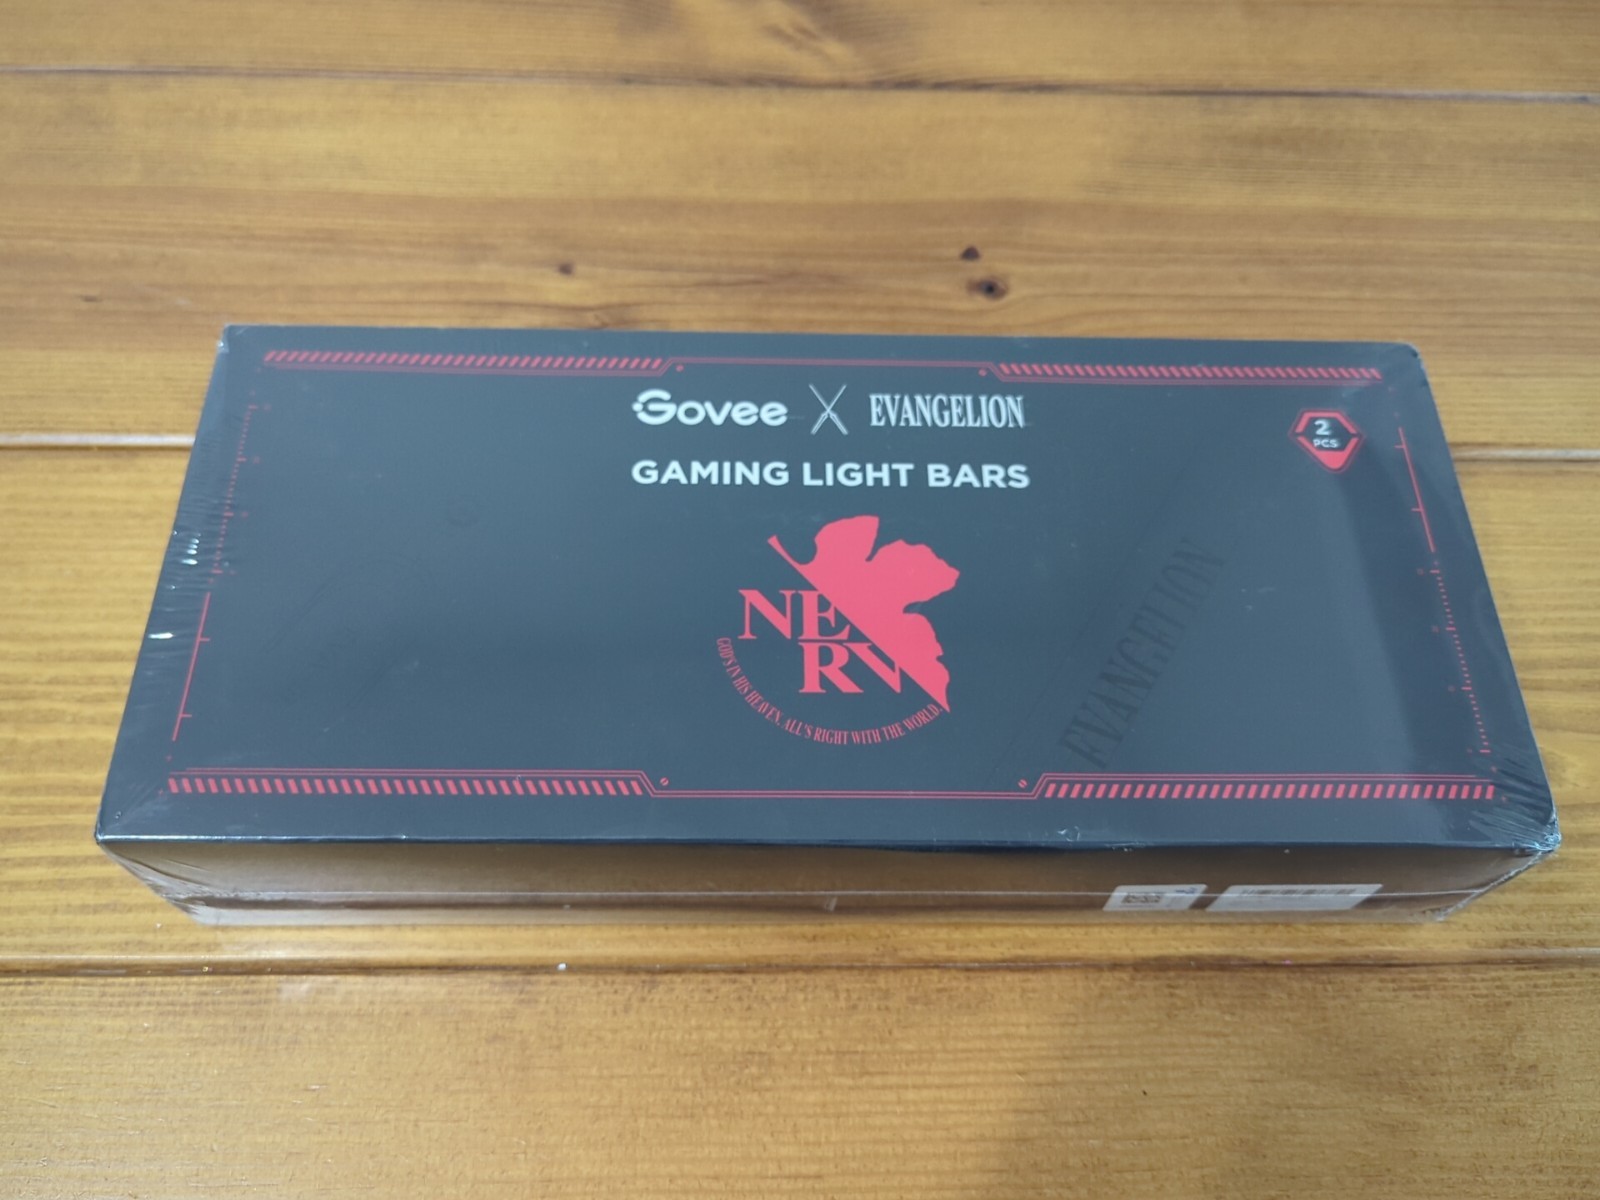 Govee X EVANGELION
2
PCS
GAMING LIGHT BARS
NERV
GOD'S IN HIS HEAVEN. ALL'S RIGHT WITH THE WORLD.
EVANGELION